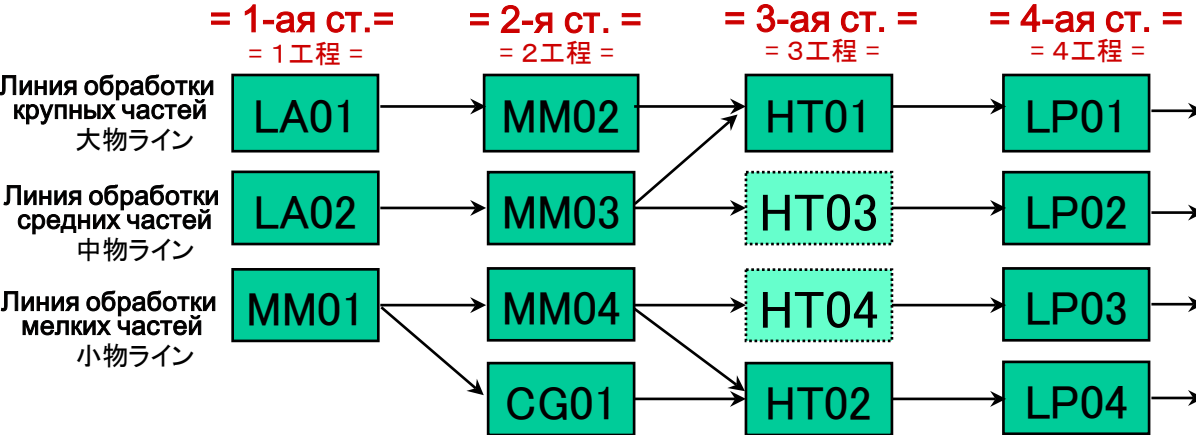 = 1-ая ст.=
= 2-я ст. =
= 3-ая ст. =
= 4-ая ст. =
= 1工程 =
= 2工程 =
= 3工程 =
= 4工程 =
Линия обработки
крупных частей
大物ライン
LA01
MM02
HT01
LP01
Линия обработки
средних частей
中物ライン
LA02
MM03
HT03
LP02
Линия обработки
мелких частей
小物ライン
MM01
MM04
HT04
LP03
CG01
HT02
LP04